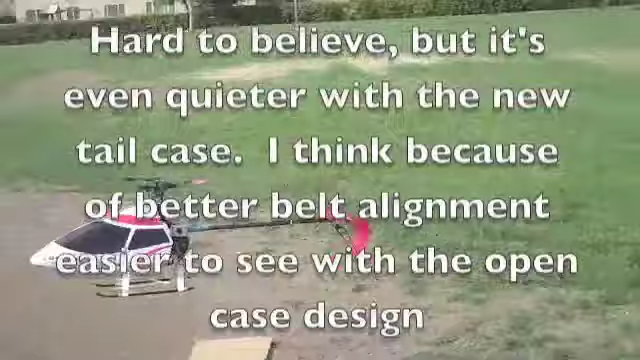 Hard to believe, but it's
even quieter with the new
tail case.  I think because
of better belt alignment
easier to see with the open
case design